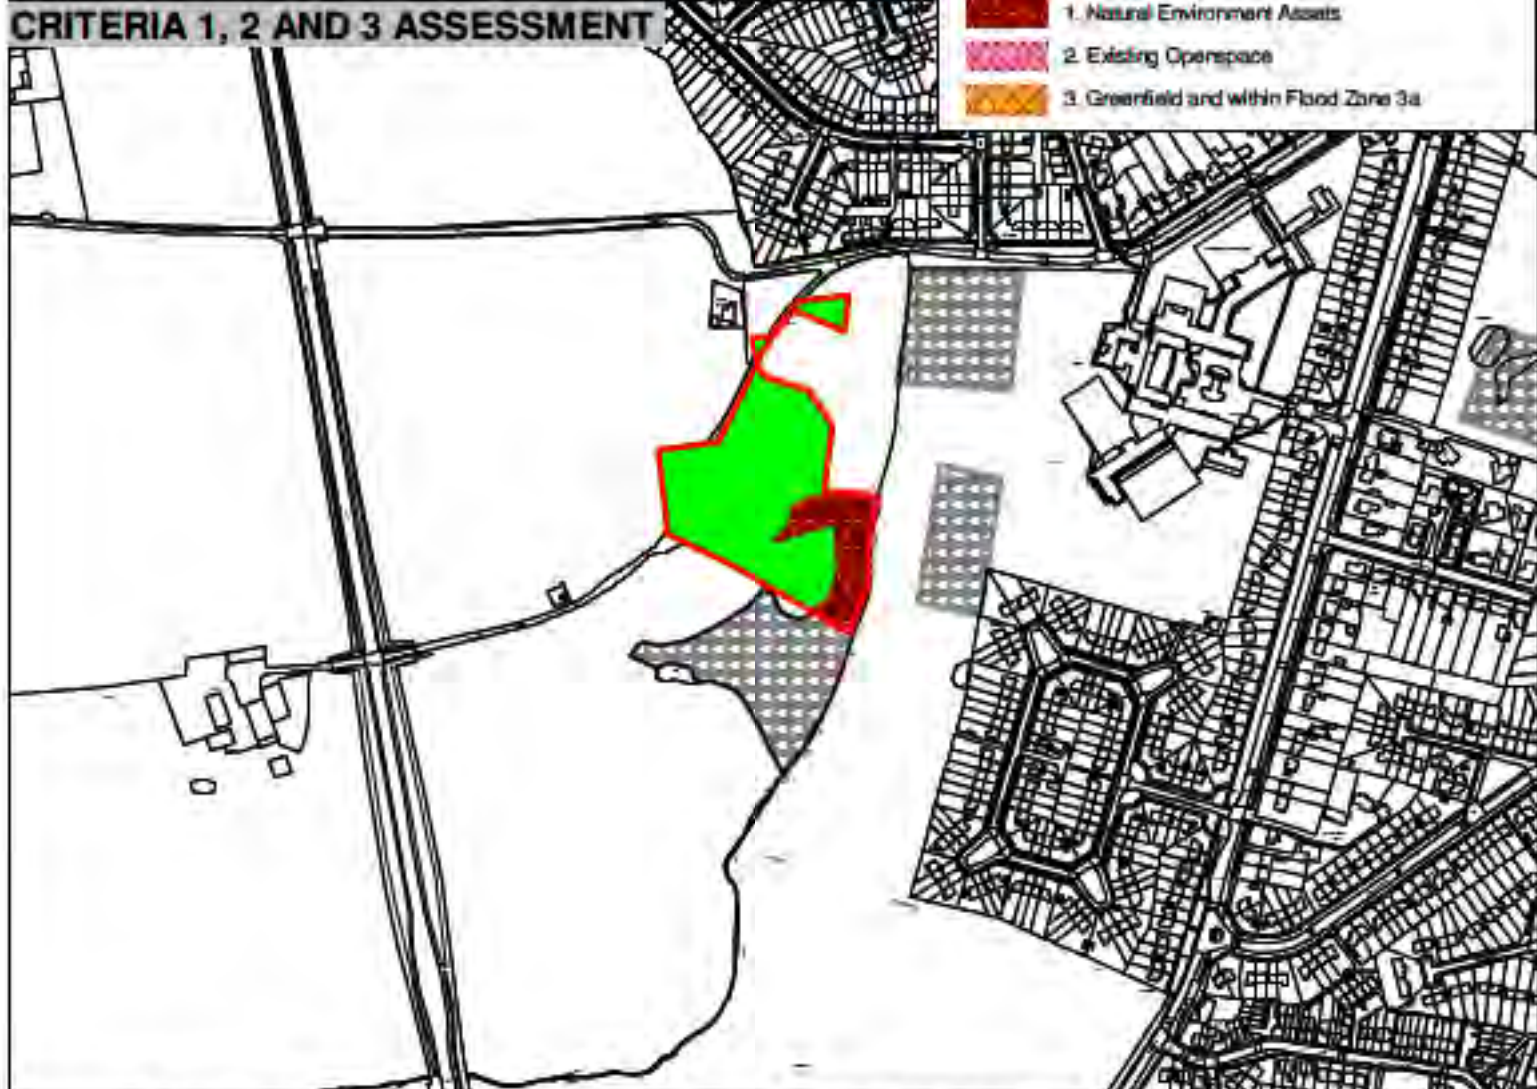 CRITERIA 1, 2 AND 3 ASSESSMENT
1. Natural Environment Assets
2. Existing Openspace
3. Greenfield and within Flood Zone 3a